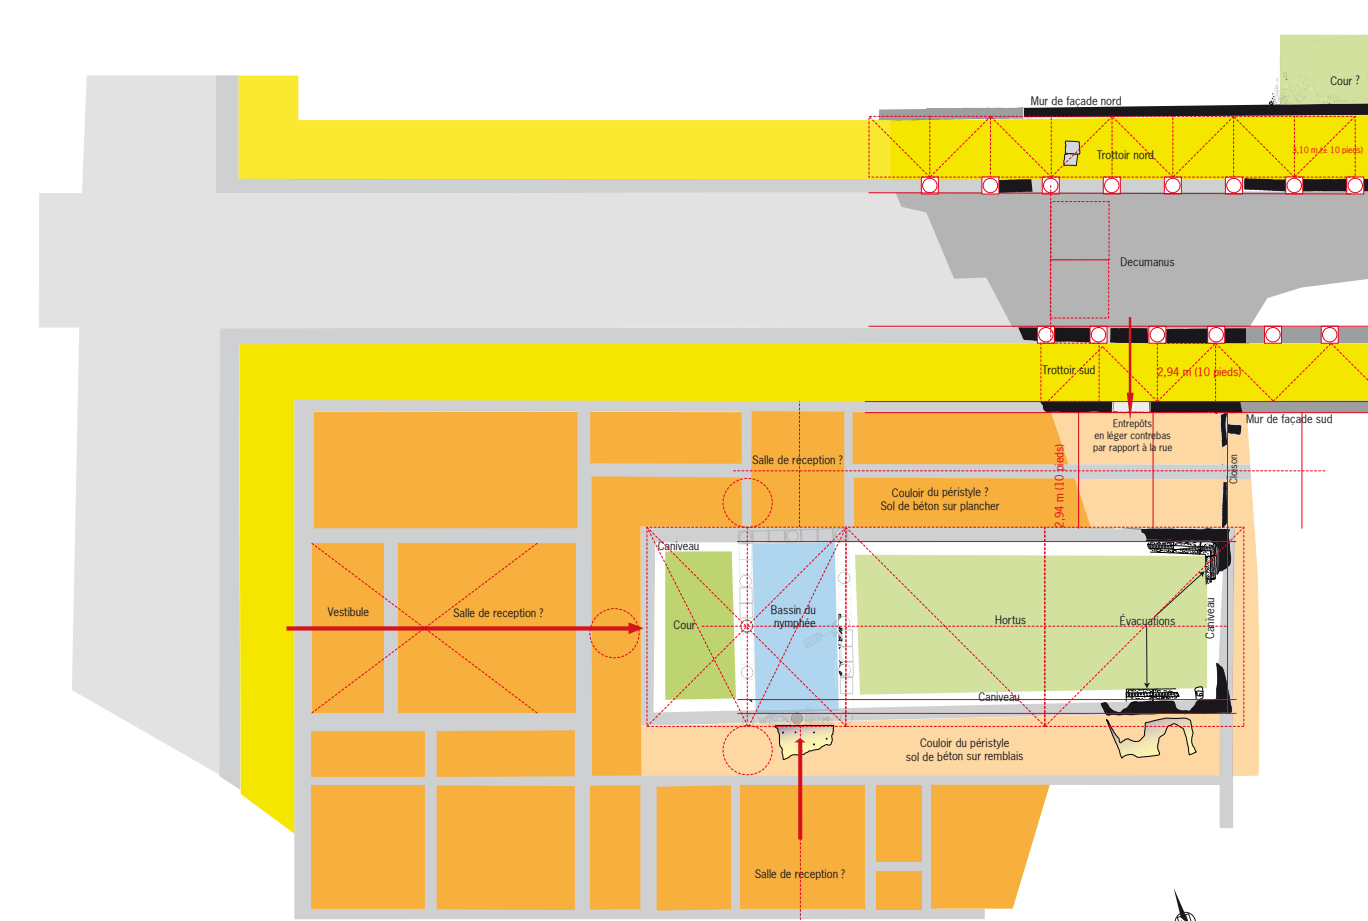 Cour ?
Mur de façade nord
Trottoir nord
3,10 m (± 10 pieds)
Decumanus
Trottoir sud
2,94 m (10 pieds)
Mur de façade sud
Entrepôts
en léger contrebas
par rapport à la rue
Salle de réception ?
Cloison
2,94 m (10 pieds)
Couloir du péristyle ?
Sol de béton sur plancher
Caniveau
Vestibule
Salle de réception ?
Cour
Bassin du
nymphée
Hortus
Évacuations
Caniveau
Caniveau
Couloir du péristyle
sol de béton sur remblais
Salle de réception ?